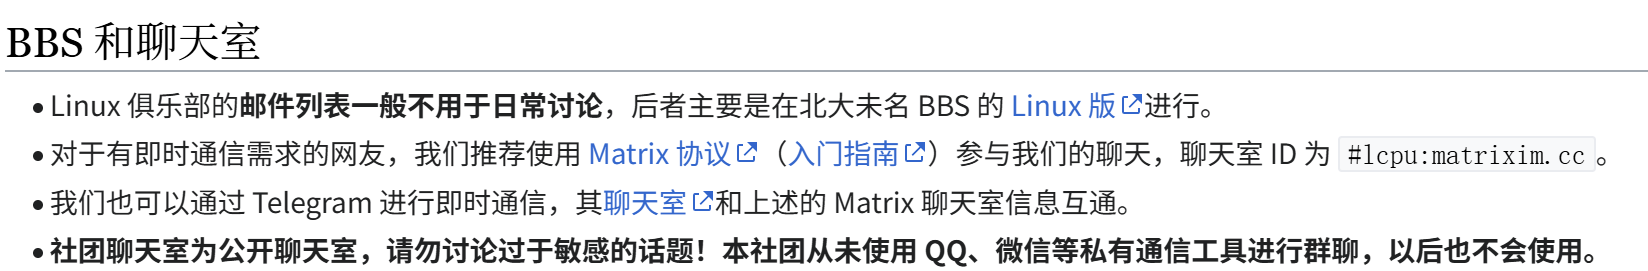 BBS 和聊天室
• Linux 俱乐部的邮件列表一般不用于日常讨论，后者主要是在北大未名 BBS 的 Linux 版进行。
• 对于有即时通信需求的网友，我们推荐使用 Matrix 协议（入门指南）参与我们的聊天，聊天室 ID 为 #lcpu:matrixim.cc 。
• 我们也可以通过 Telegram 进行即时通信，其聊天室和上述的 Matrix 聊天室信息互通。
• 社团聊天室为公开聊天室，请勿讨论过于敏感的话题！本社团从未使用 QQ、微信等私有通信工具进行群聊，以后也不会使用。